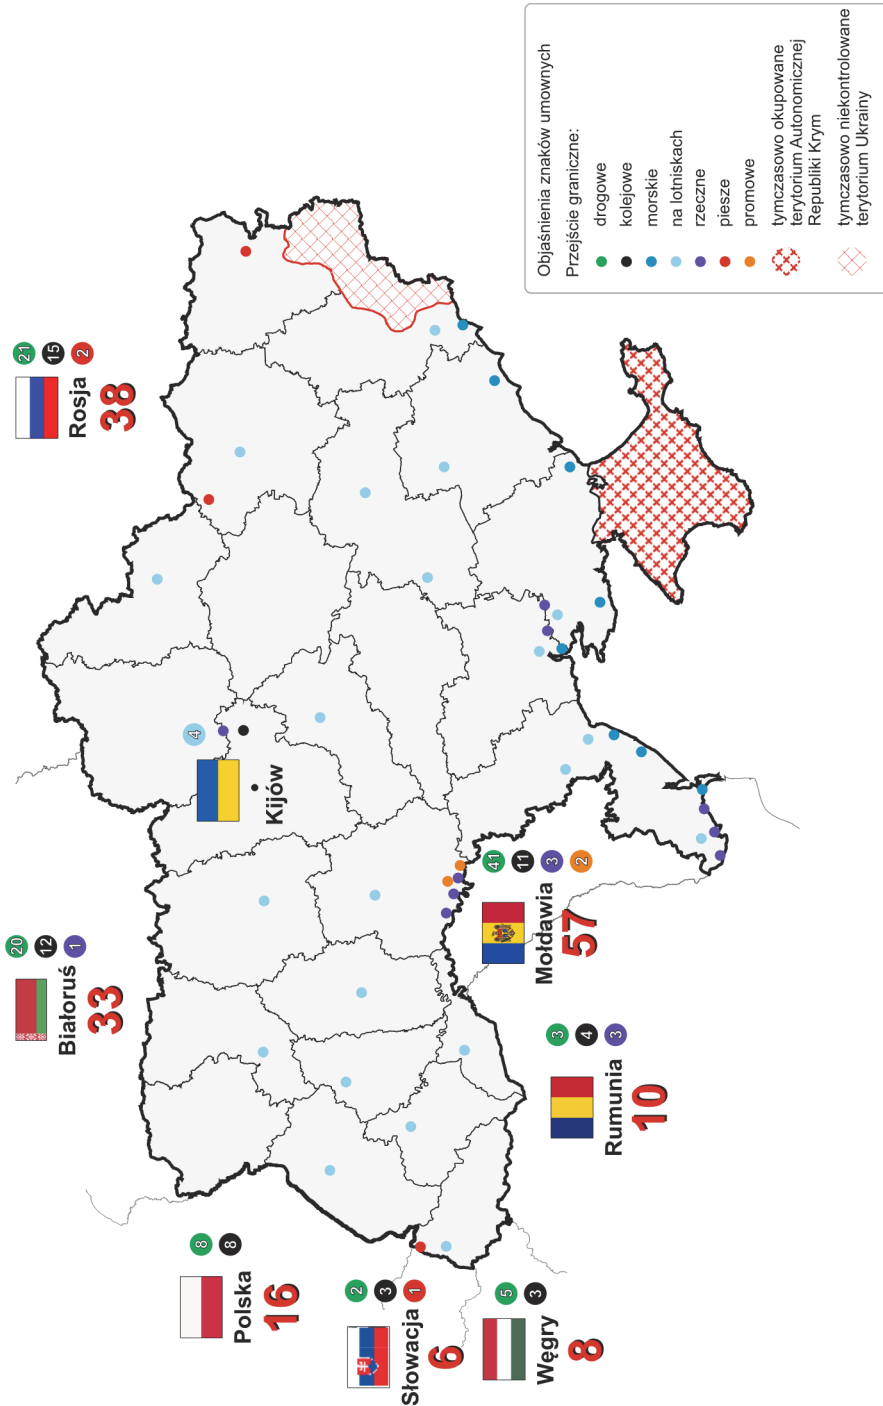 Polska
16
8
8
Białoruś
33
20
12
1
Rosja
38
21
15
2
Słowacja
6
2
3
1
Węgry
8
5
3
Rumunia
10
3
4
3
Mołdawia
57
41
11
3
2
Kijów
4
Objaśnienia znaków umownych
Przejście graniczne:
drogowe
kolejowe
morskie
na lotniskach
rzeczne
piesze
promowe
tymczasowo okupowane
terytorium Autonomicznej
Republiki Krym
tymczasowo niekontrolowane
terytorium Ukrainy